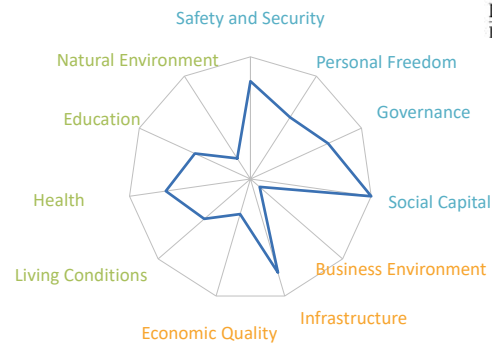 Safety and Security
Natural Environment
Personal Freedom
Education
Governance
Health
Social Capital
Living Conditions
Business Environment
Infrastructure
Economic Quality